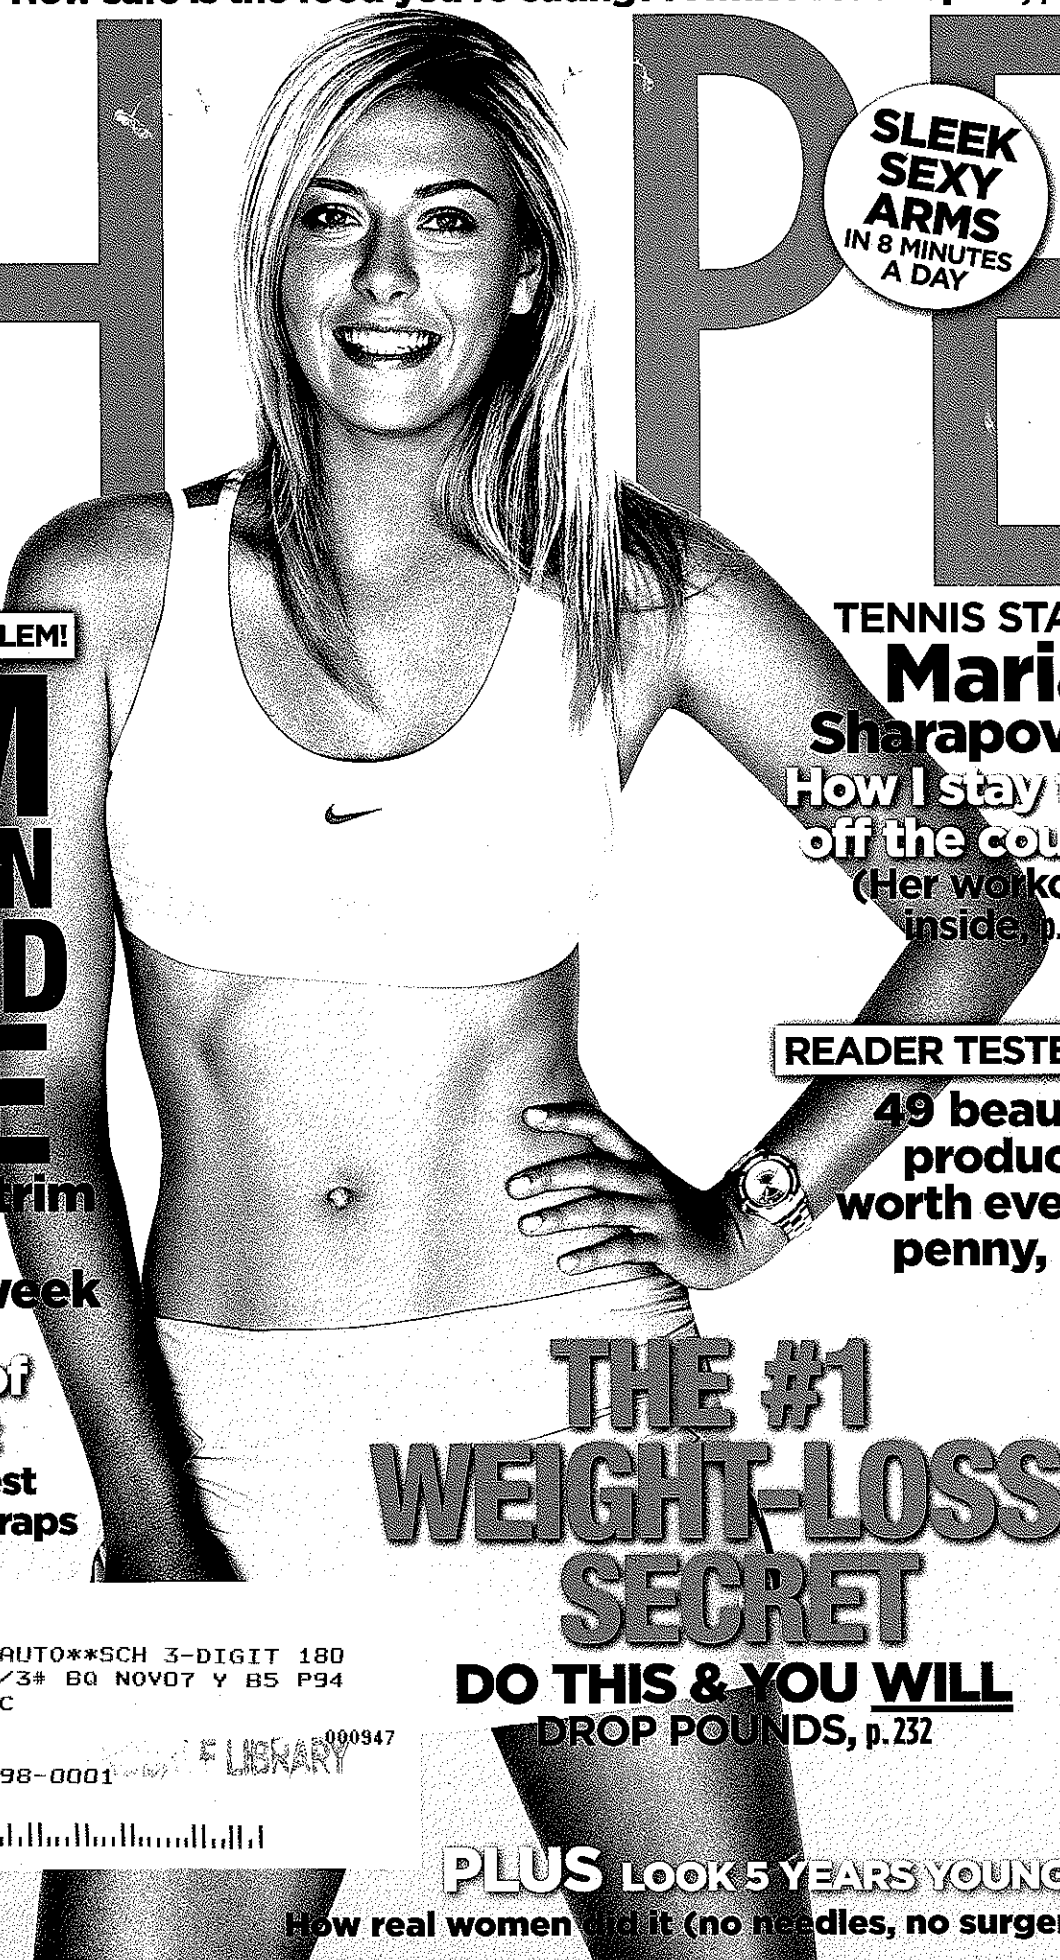 HPE
SLEEK
SEXY
ARMS
IN 8 MINUTES
A DAY
LEM!
TENNIS STA
Maria
Sharapov
How I stay
off the cou
(Her worko
inside, p.
N
D
E
trim
week
of
est
raps
READER TESTE
49 beau
produc
worth eve
penny,
THE #1
WEIGHT-LOSS
SECRET
DO THIS & YOU WILL
DROP POUNDS, p.232
AUTO**SCH 3-DIGIT 180
/3# BQ NOV07 Y B5 P94
C
000947
LIBRARY
98-0001
PLUS LOOK 5 YEARS YOUNG
How real women did it (no needles, no surger